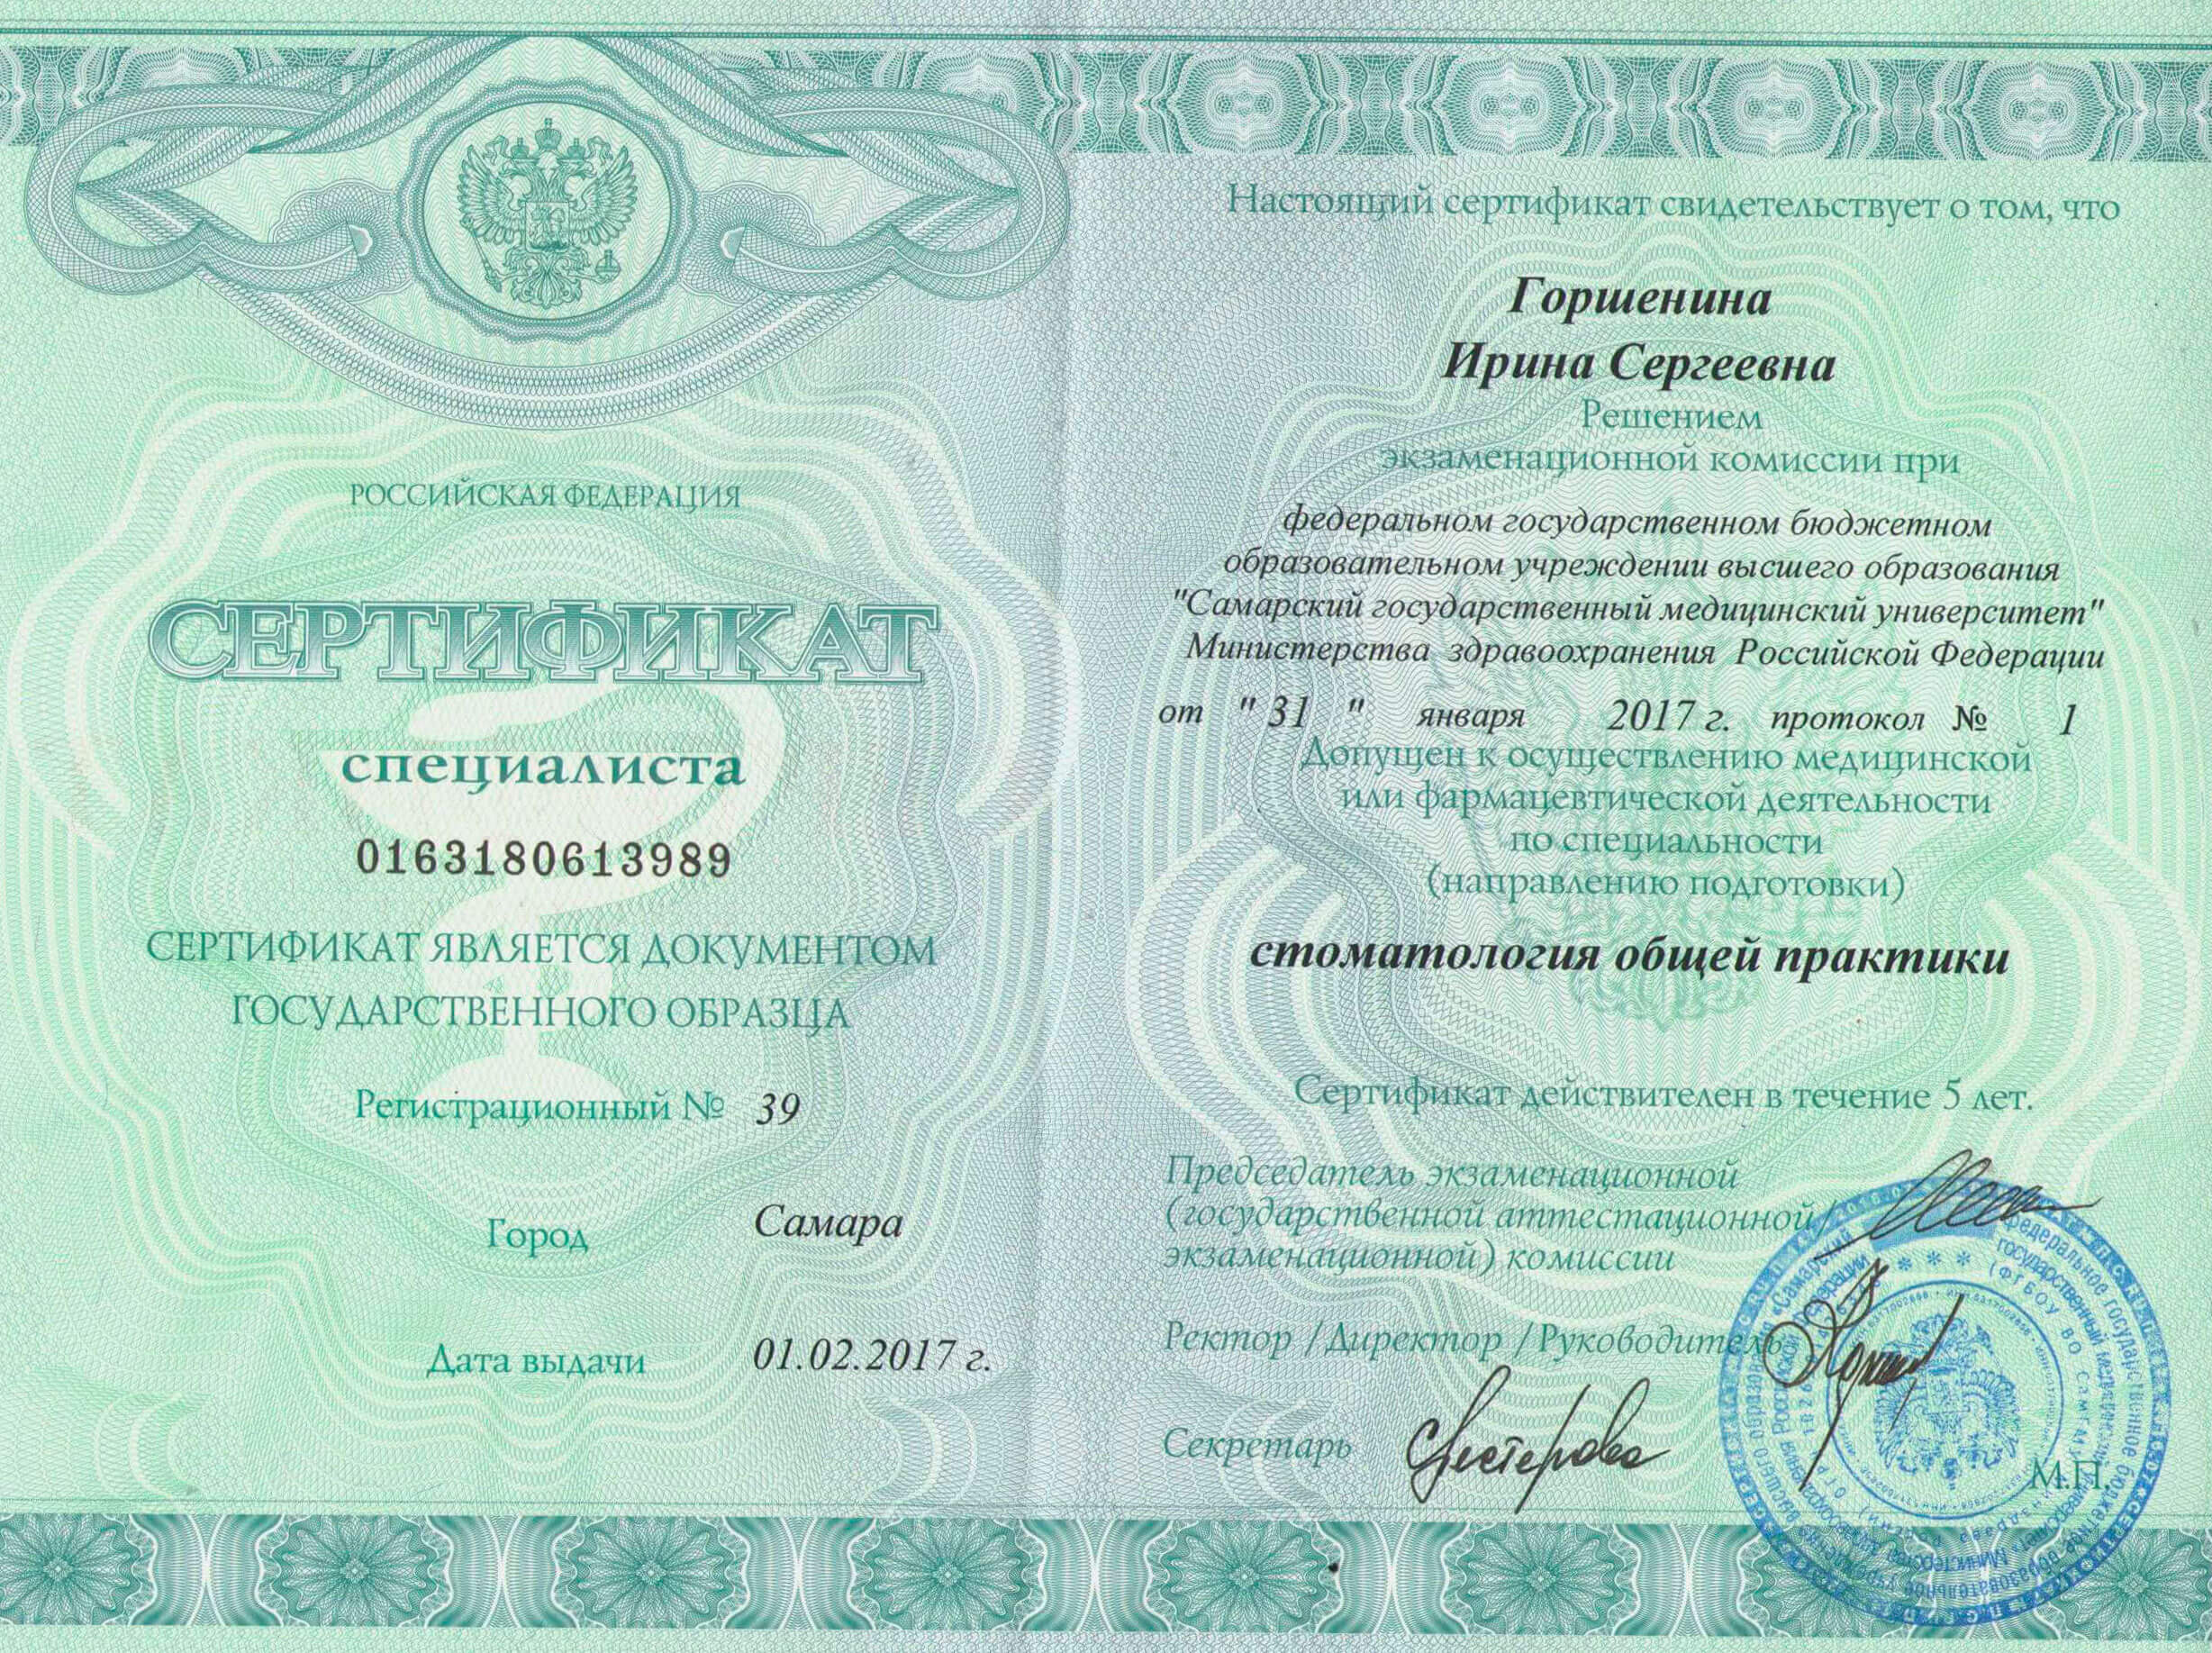 РОССИЙСКАЯ ФЕДЕРАЦИЯ
СЕРТИФИКАТ
специалиста
0163180613989
СЕРТИФИКАТ ЯВЛЯЕТСЯ ДОКУМЕНТОМ
ГОСУДАРСТВЕННОГО ОБРАЗЦА
Регистрационный № 39
Город Самара
Дата выдачи 01.02.2017 г.
Настоящий сертификат свидетельствует о том, что
Горшенина
Ирина Сергеевна
Решением
экзаменационной комиссии при
федеральном государственном бюджетном
образовательном учреждении высшего образования
"Самарский государственный медицинский университет"
Министерства здравоохранения Российской Федерации
от " 31 " января 2017 г. протокол № 1
Допущен к осуществлению медицинской
или фармацевтической деятельности
по специальности
(направлению подготовки)
стоматология общей практики
Сертификат действителен в течение 5 лет.
Председатель экзаменационной
(государственной аттестационной/
экзаменационной) комиссии
Ректор /Директор /Руководитель
Секретарь Нестерова
М.П.